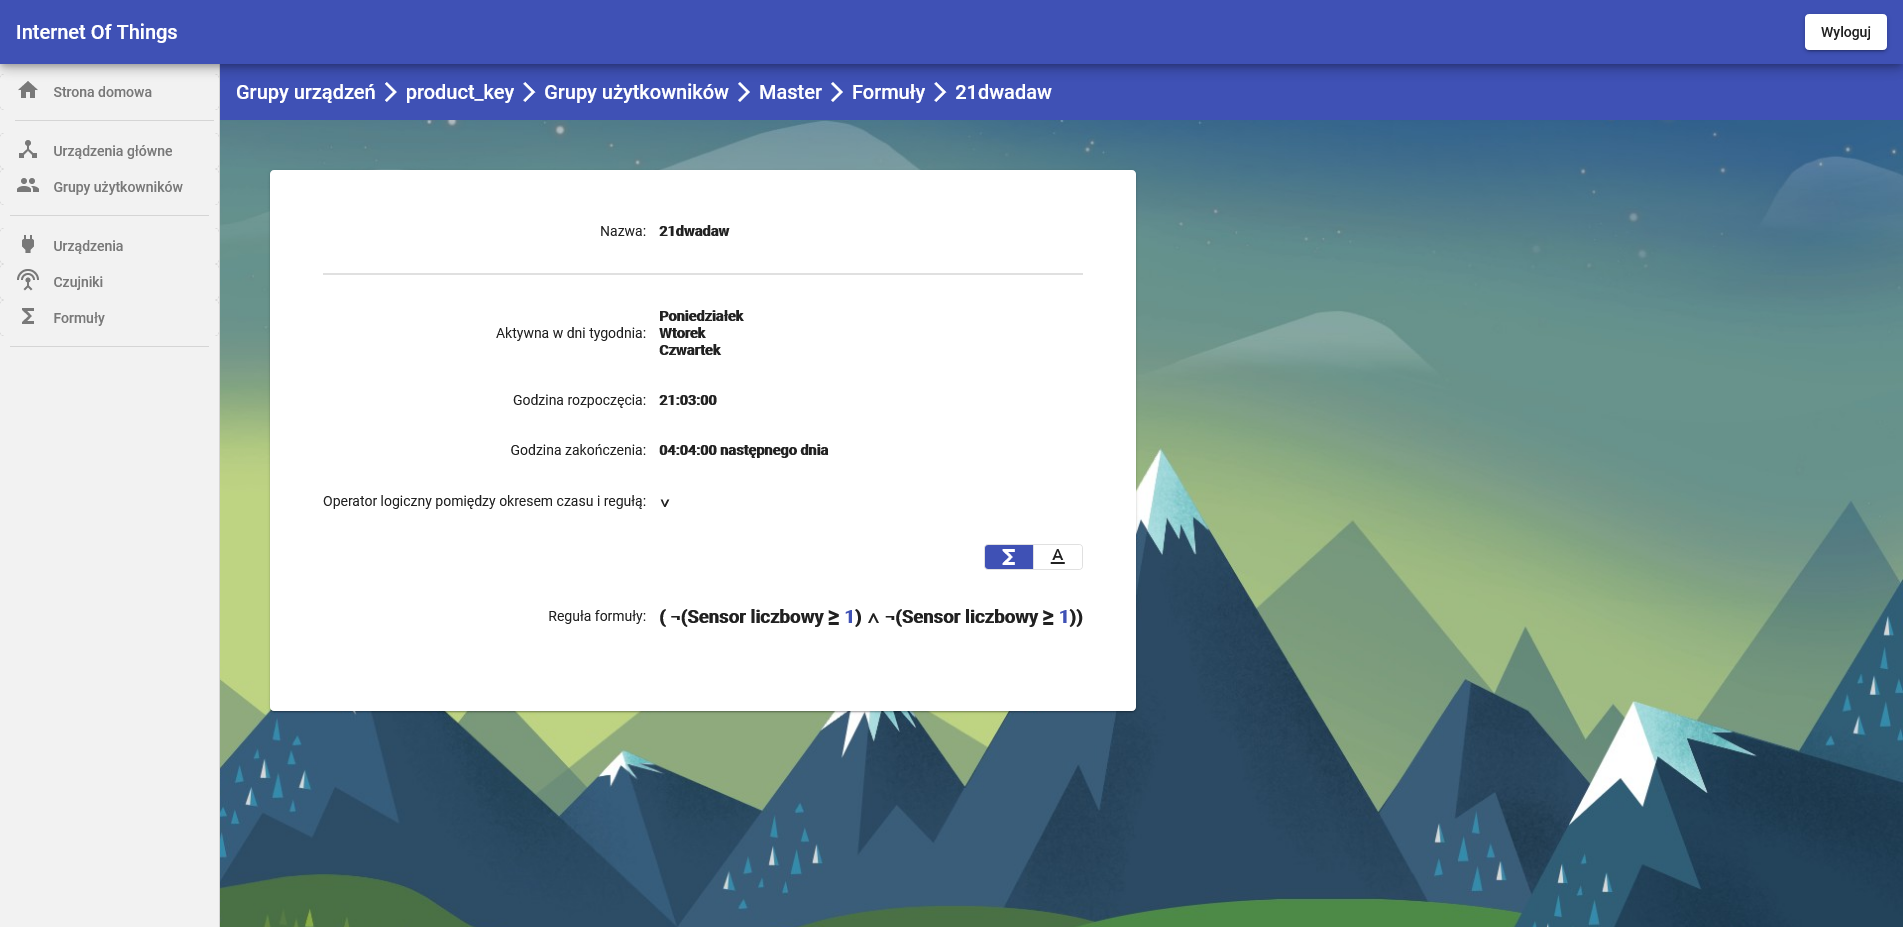 Internet Of Things
Wyloguj
Strona domowa
Urządzenia główne
Grupy użytkowników
Urządzenia
Czujniki
Formuły
Grupy urządzeń > product_key > Grupy użytkowników > Master > Formuły > 21dwadaw
Nazwa: 21dwadaw
Aktywna w dni tygodnia: Poniedziałek
Wtorek
Czwartek
Godzina rozpoczęcia: 21:03:00
Godzina zakończenia: 04:04:00 następnego dnia
Operator logiczny pomiędzy okresem czasu i regułą: ∨
Σ A
Reguła formuły: ( ¬(Sensor liczbowy ≥ 1) ∧ ¬(Sensor liczbowy ≥ 1))